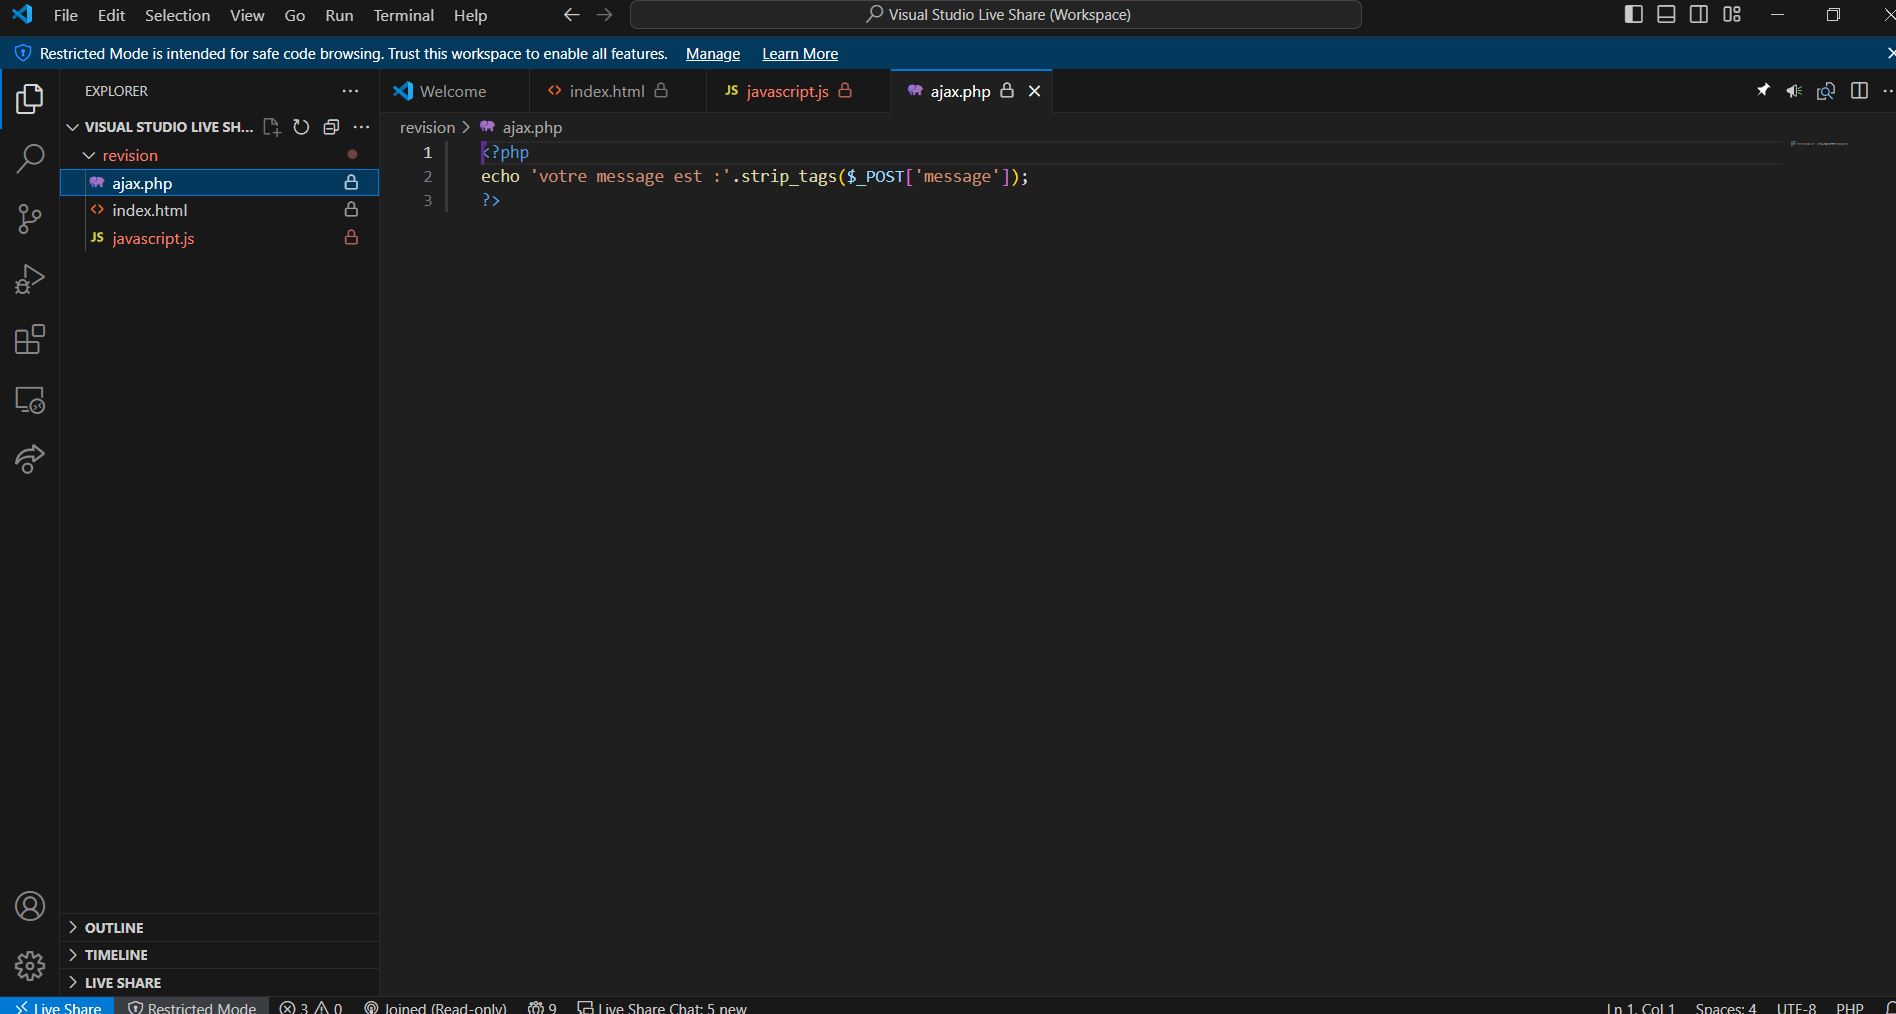 File Edit Selection View Go Run Terminal Help
Visual Studio Live Share (Workspace)
Restricted Mode is intended for safe code browsing. Trust this workspace to enable all features. Manage Learn More
EXPLORER
Welcome
index.html
JS javascript.js
ajax.php
VISUAL STUDIO LIVE SH...
revision
ajax.php
index.html
JS javascript.js
revision > ajax.php
1 <?php
2 echo 'votre message est :'.strip_tags($_POST['message']);
3 ?>
OUTLINE
TIMELINE
LIVE SHARE
Live Share Restricted Mode 3 0 Joined (Read-only) 9 Live Share Chat: 5 new Ln 1, Col 1 Spaces: 4 UTF-8 PHP